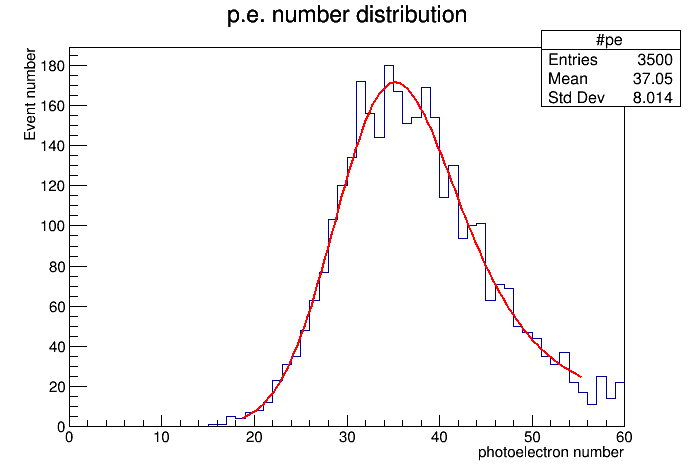 p.e. number distribution
#pe
Entries 3500
Mean 37.05
Std Dev 8.014
Event number
180
160
140
120
100
80
60
40
20
0
0 10 20 30 40 50 60
photoelectron number